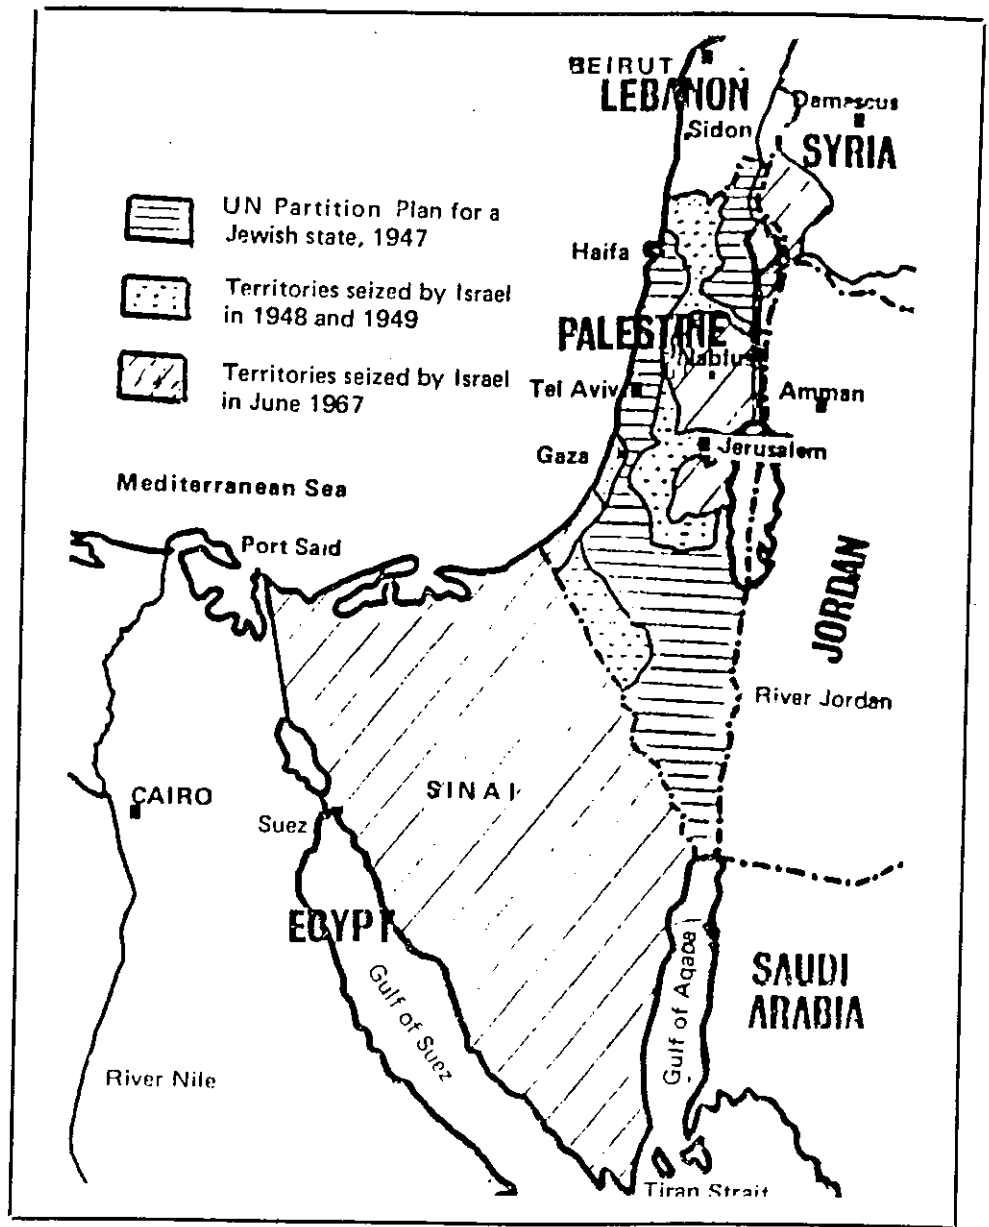 BEIRUT
LEBANON
Damascus
Sidon
SYRIA
UN Partition Plan for a
Jewish state, 1947
Haifa
Territories seized by Israel
in 1948 and 1949
PALESTINE
Nablus
Territories seized by Israel
in June 1967
Tel Aviv
Amman
Gaza
Jerusalem
Mediterranean Sea
Port Said
JORDAN
River Jordan
SINAI
CAIRO
Suez
EGYPT
Gulf of Suez
Gulf of Aqaba
SAUDI
ARABIA
River Nile
Tiran Strait